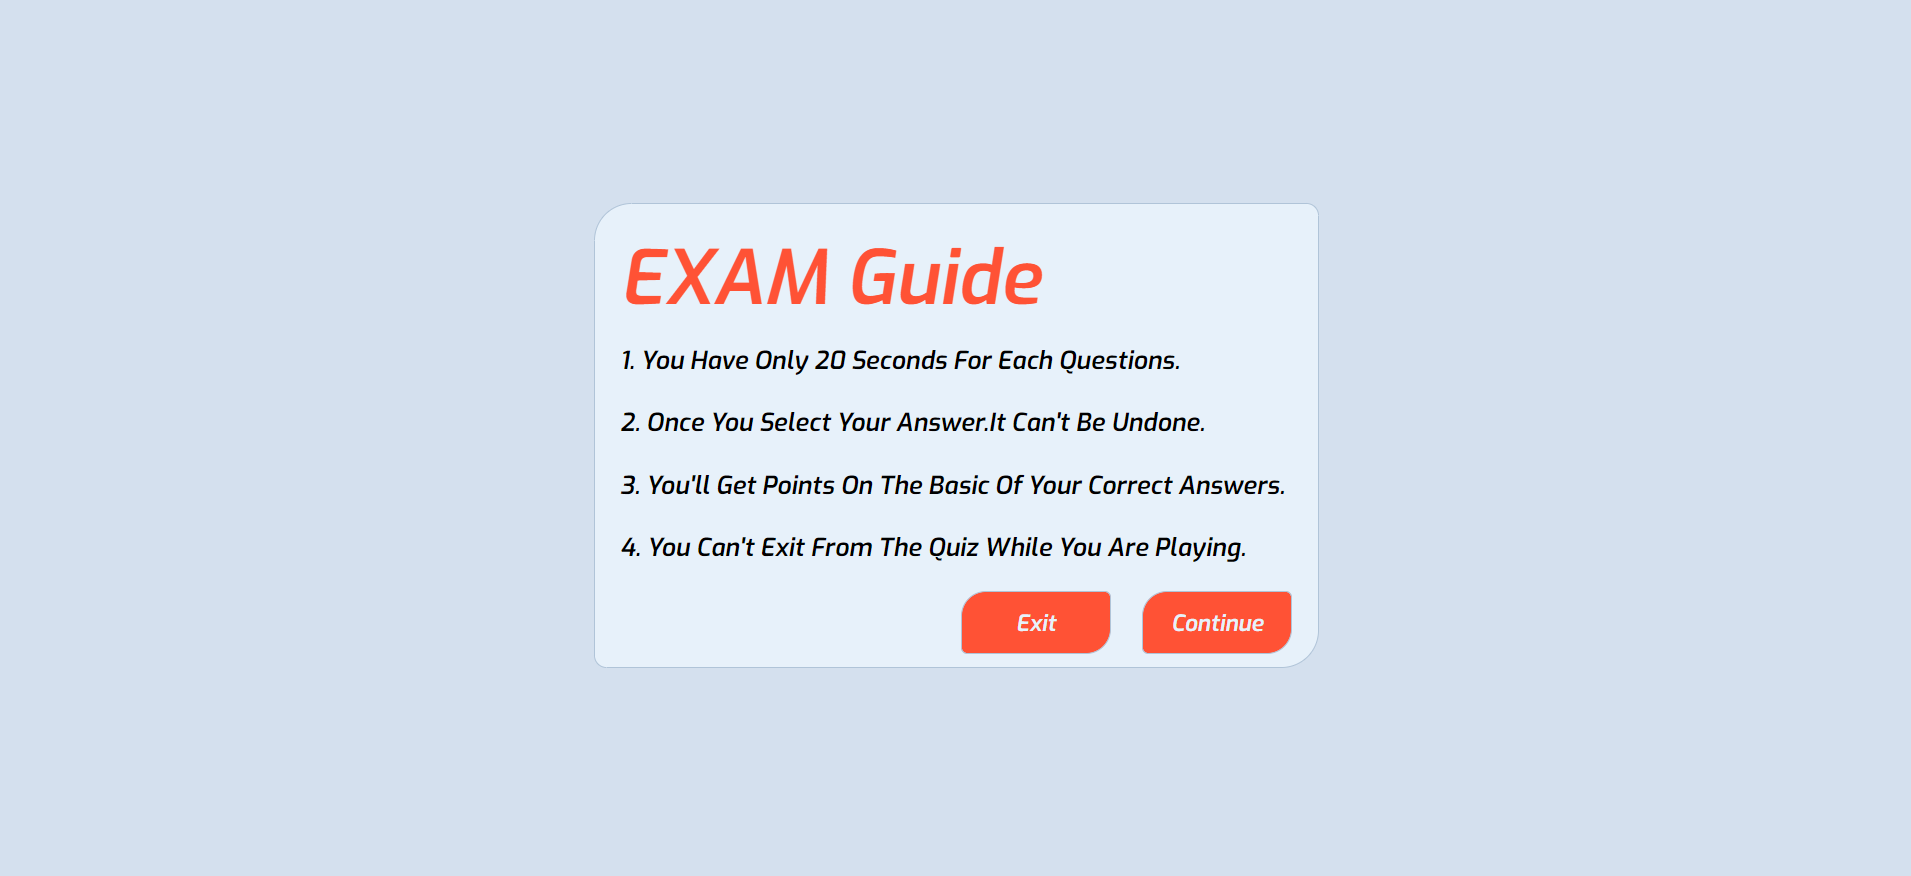 EXAM Guide
1. You Have Only 20 Seconds For Each Questions.
2. Once You Select Your Answer.It Can't Be Undone.
3. You'll Get Points On The Basic Of Your Correct Answers.
4. You Can't Exit From The Quiz While You Are Playing.
Exit Continue